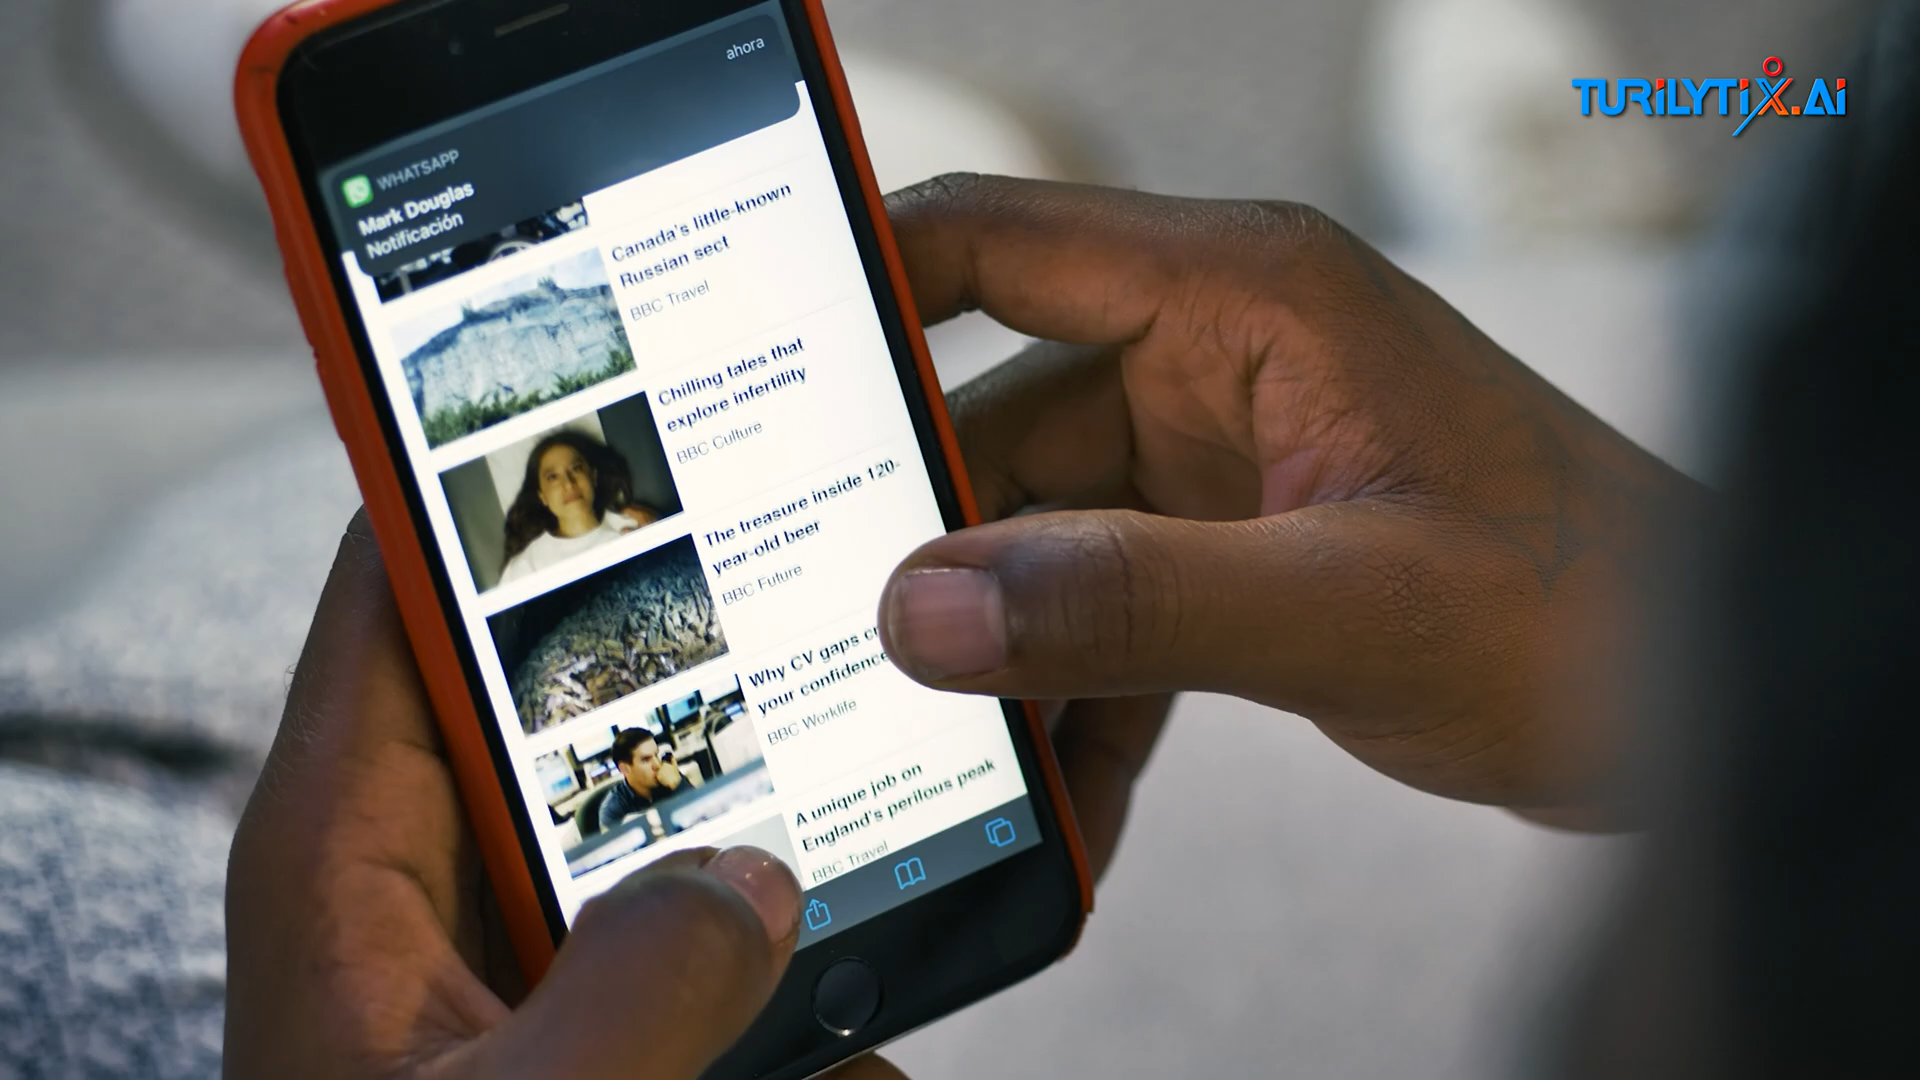 TURILYTIX.AI
ahora
WHATSAPP
Mark Douglas
Notificación
Canada's little-known
Russian sect
BBC Travel
Chilling tales that
explore infertility
BBC Culture
The treasure inside 120-
year-old beer
BBC Future
Why CV gaps
your confidence
BBC Worklife
A unique job on
England's perilous peak
BBC Travel